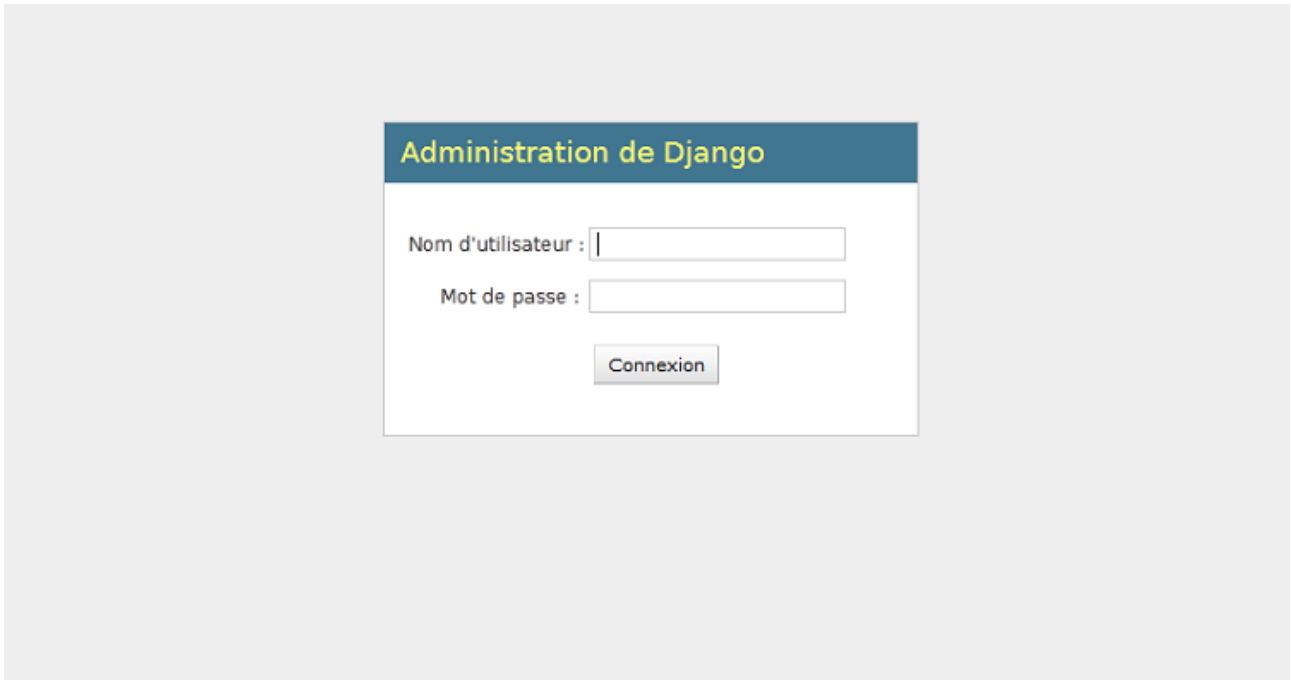 Administration de Django
Nom d'utilisateur :
Mot de passe :
Connexion